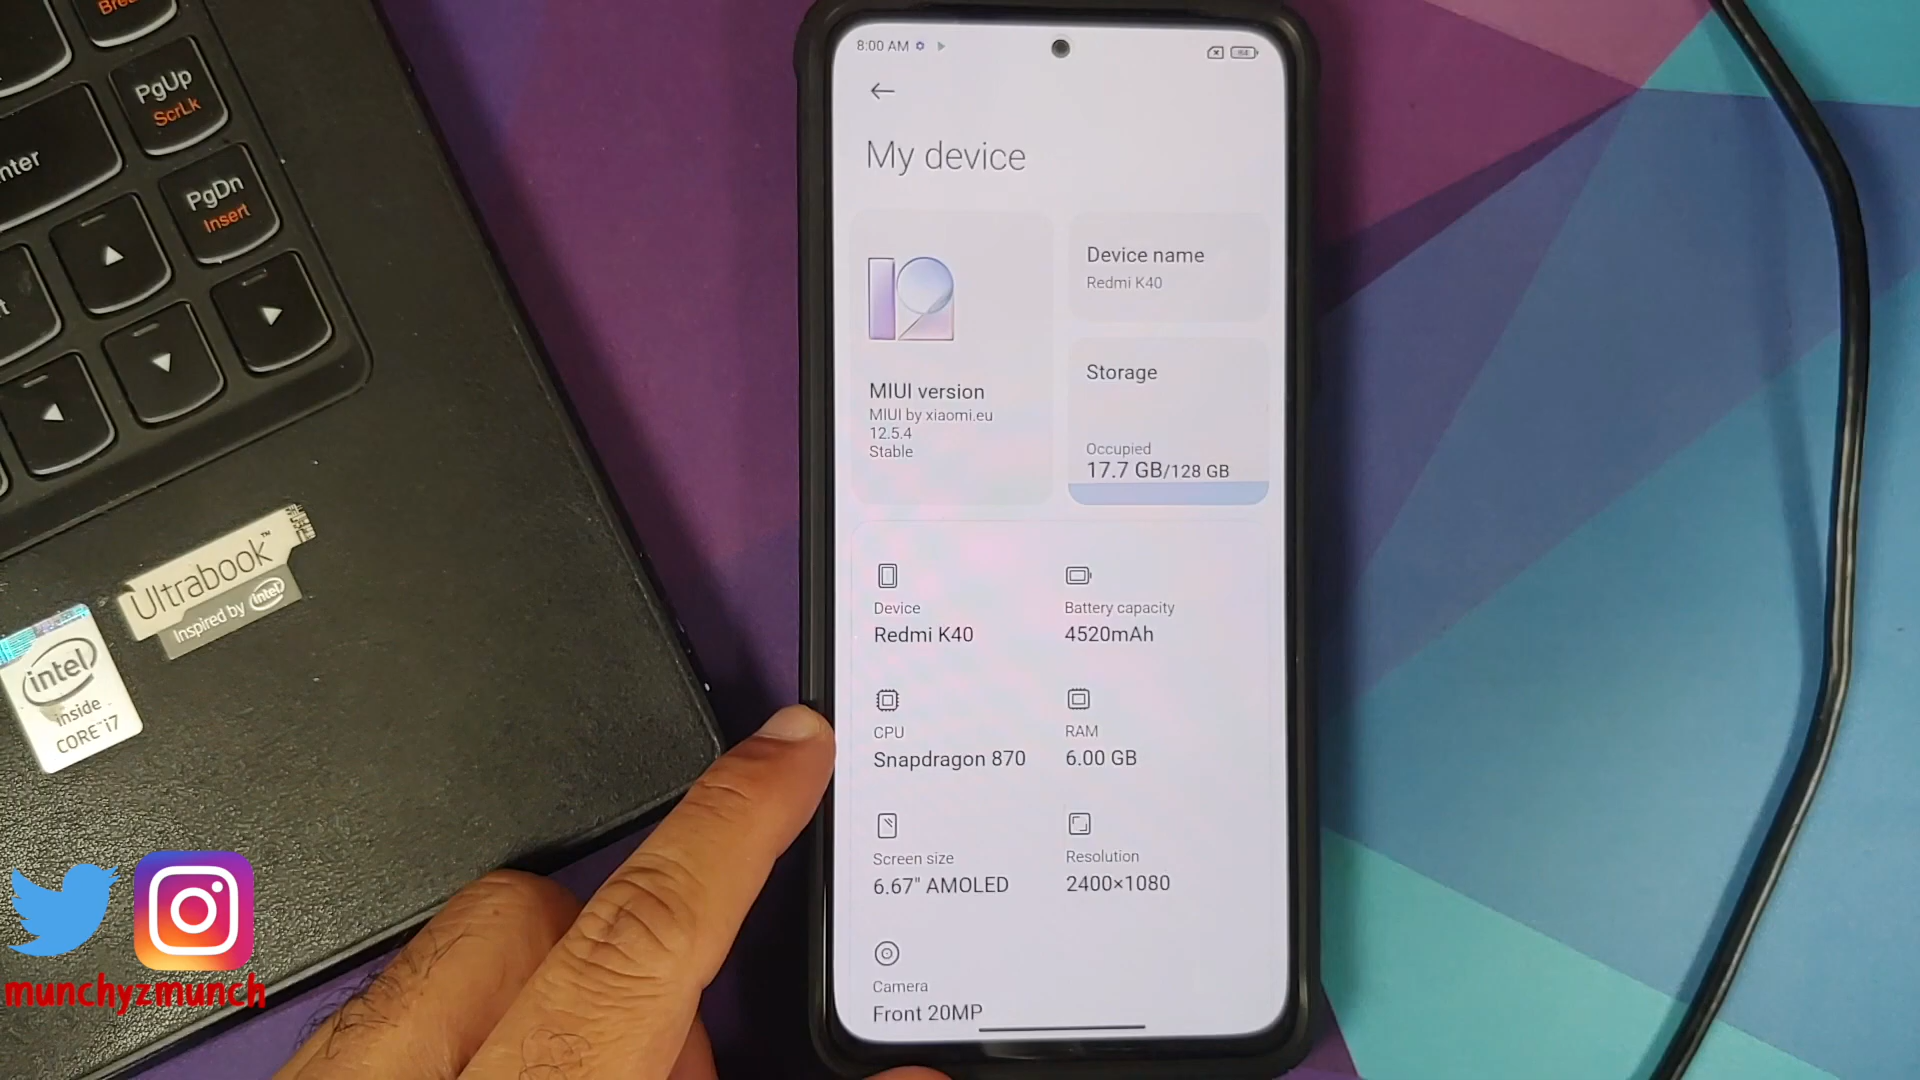 PgUp
ScrLk
PgDn
Insert
Ultrabook™
Inspired by intel
intel
inside
CORE™ i7
munchyzmunch
8:00 AM
My device
MIUI version
MIUI by xiaomi.eu
12.5.4
Stable
Device name
Redmi K40
Storage
Occupied
17.7 GB/128 GB
Device
Redmi K40
Battery capacity
4520mAh
CPU
Snapdragon 870
RAM
6.00 GB
Screen size
6.67" AMOLED
Resolution
2400×1080
Camera
Front 20MP